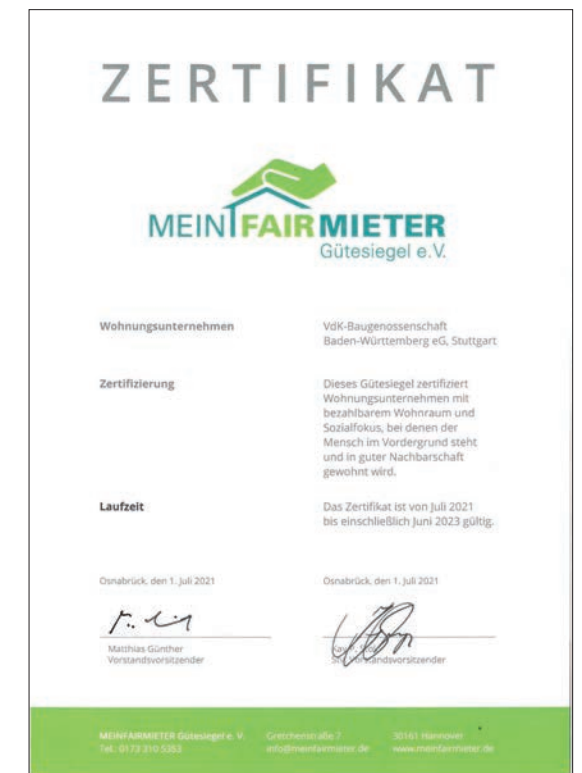 ZERTIFIKAT
MEIN FAIRMIETER
Gütesiegel e.V.
Wohnungsunternehmen
VdK-Baugenossenschaft
Baden-Württemberg eG, Stuttgart
Zertifizierung
Dieses Gütesiegel zertifiziert
Wohnungsunternehmen mit
bezahlbarem Wohnraum und
Sozialfokus, bei denen der
Mensch im Vordergrund steht
und in guter Nachbarschaft
gewohnt wird.
Laufzeit
Das Zertifikat ist von Juli 2021
bis einschließlich Juni 2023 gültig.
Osnabrück, den 1. Juli 2021
Matthias Günther
Vorstandsvorsitzender
Osnabrück, den 1. Juli 2021
Vorstandsvorsitzender
MEINFAIRMIETER Gütesiegel e. V.
Tel. 0173 310 5353
Gretchenstraße 7
info@meinfairmieter.de
30161 Hannover
www.meinfairmieter.de